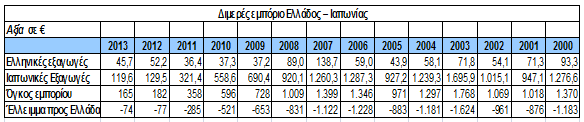 Διμερές εμπόριο Ελλάδος – Ιαπωνίας
Αξία σε €
2013 2012 2011 2010 2009 2008 2007 2006 2005 2004 2003 2002 2001 2000
Ελληνικές εξαγωγές 45,7 52,2 36,4 37,3 37,2 89,0 138,7 59,0 43,9 58,1 71,8 54,1 71,3 93,3
Ιαπωνικές Εξαγωγές 119,6 129,5 321,4 558,6 690,4 920,1 1.260,3 1.287,3 927,2 1.239,3 1.695,9 1.015,1 947,1 1.276,6
Όγκος εμπορίου 165 182 358 596 728 1.009 1.399 1.346 971 1.297 1.768 1.069 1.018 1.370
Έλλειμμα προς Ελλάδα -74 -77 -285 -521 -653 -831 -1.122 -1.228 -883 -1.181 -1.624 -961 -876 -1.183